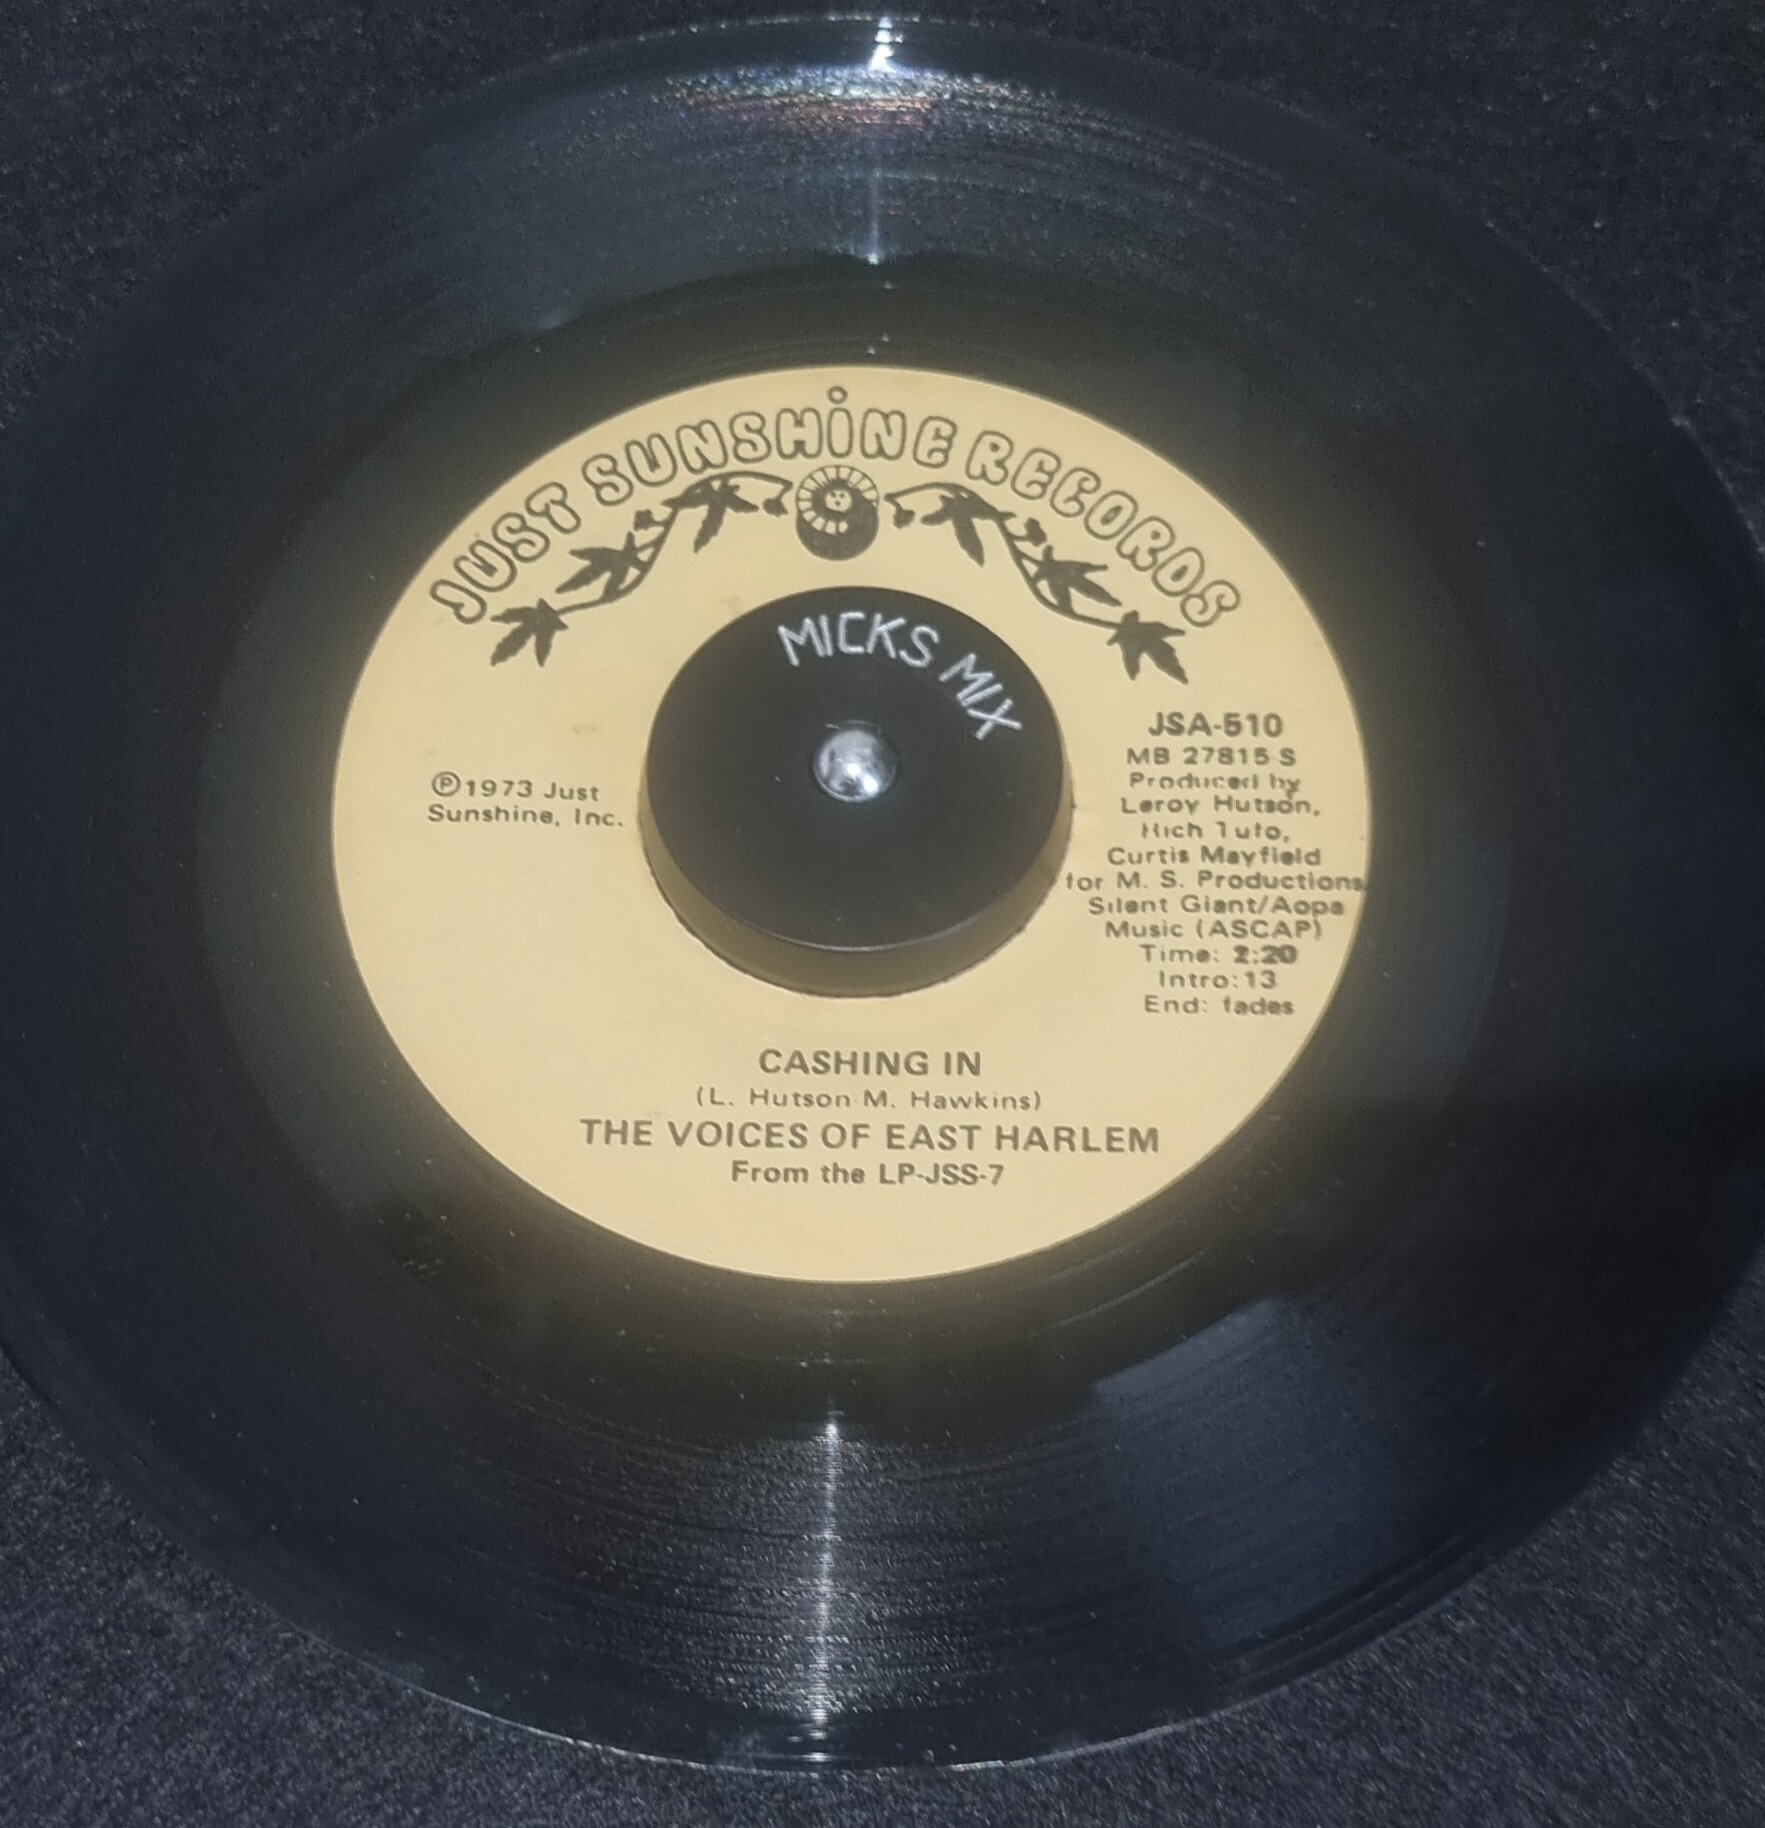 JUST SUNSHINE RECORDS
MICKS MIX
℗1973 Just
Sunshine, Inc.
JSA-510
MB 27815 S
Produced by
Leroy Hutson,
Rich Tufo,
Curtis Mayfield
for M. S. Productions
Silent Giant/Aopa
Music (ASCAP)
Time: 2:20
Intro:13
End: fades
CASHING IN
(L. Hutson-M. Hawkins)
THE VOICES OF EAST HARLEM
From the LP-JSS-7